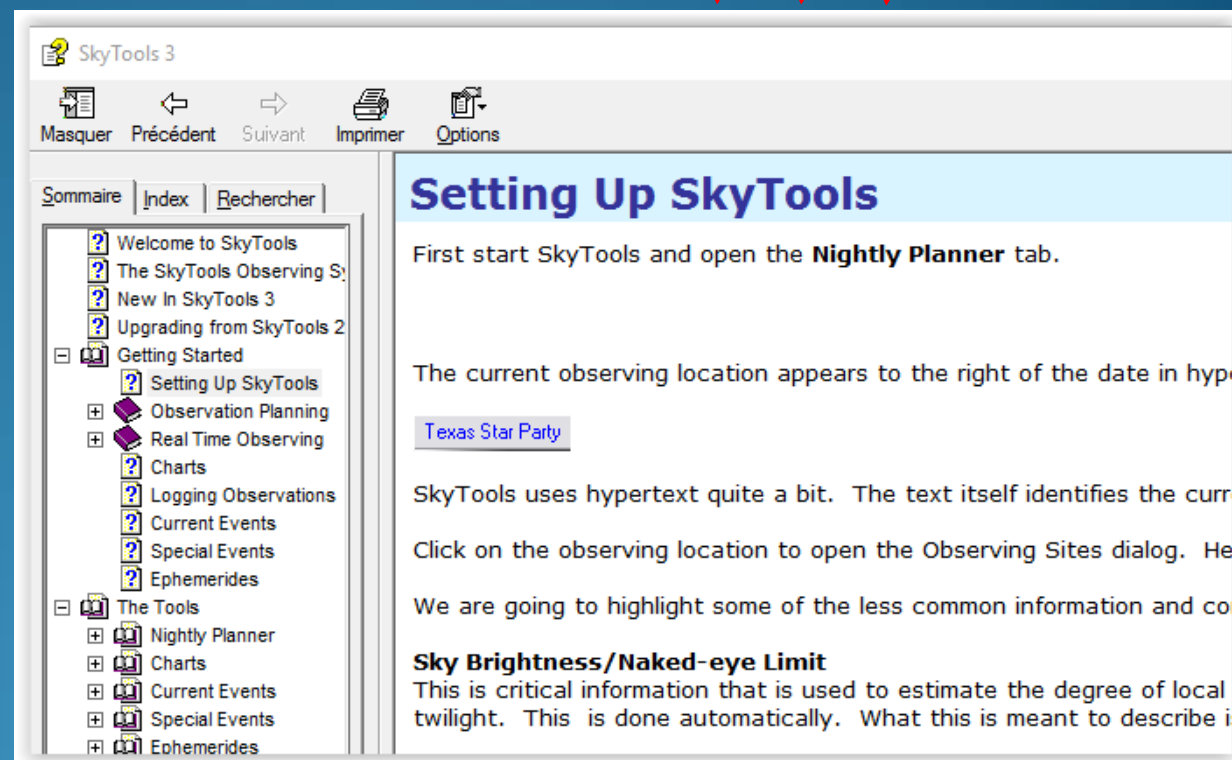 SkyTools 3
Masquer Précédent Suivant Imprimer Options
Sommaire Index Rechercher
Welcome to SkyTools
The SkyTools Observing
New In SkyTools 3
Upgrading from SkyTools 2
Getting Started
Setting Up SkyTools
Observation Planning
Real Time Observing
Charts
Logging Observations
Current Events
Special Events
Ephemerides
The Tools
Nightly Planner
Charts
Current Events
Special Events
Ephemerides
Setting Up SkyTools
First start SkyTools and open the Nightly Planner tab.
The current observing location appears to the right of the date in
Texas Star Party
SkyTools uses hypertext quite a bit. The text itself identifies the
Click on the observing location to open the Observing Sites dialog.
We are going to highlight some of the less common information and
Sky Brightness/Naked-eye Limit
This is critical information that is used to estimate the degree of local
twilight. This is done automatically. What this is meant to describe